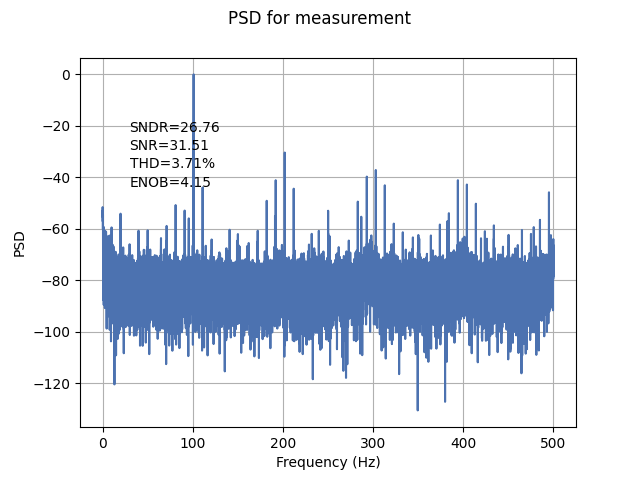 PSD for measurement
0
−20
−40
−60
−80
−100
−120
PSD
SNDR=26.76
SNR=31.51
THD=3.71%
ENOB=4.15
0
100
200
300
400
500
Frequency (Hz)